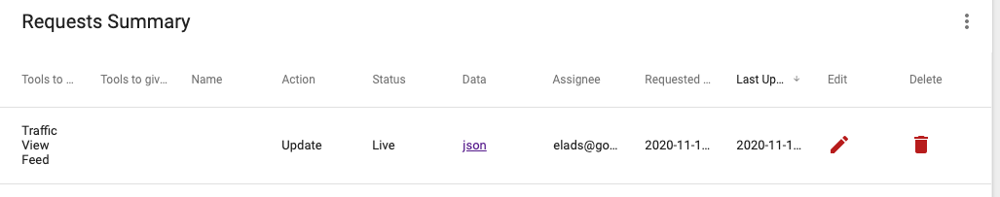 Requests Summary
Tools to ... Tools to giv... Name Action Status Data Assignee Requested ... Last Up... ↓ Edit Delete
Traffic
View
Feed
Update Live json elads@go... 2020-11-1... 2020-11-1...